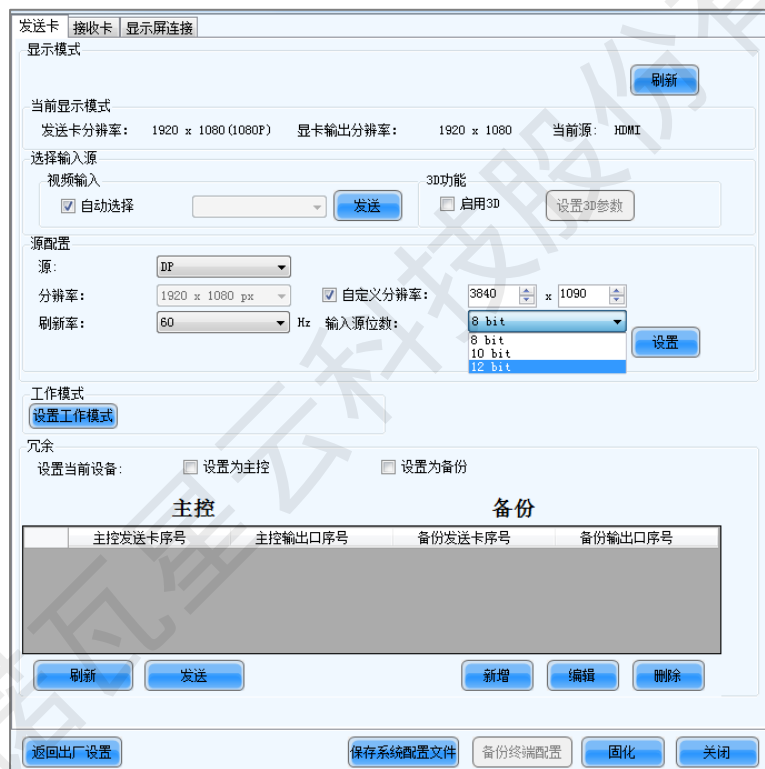 发送卡 接收卡 显示屏连接
显示模式
刷新
当前显示模式
发送卡分辨率: 1920 x 1080(1080P) 显卡输出分辨率: 1920 x 1080 当前源: HDMI
选择输入源
视频输入 3D功能
自动选择 发送 启用3D 设置3D参数
源配置
源: DP
分辨率: 1920 x 1080 px 自定义分辨率: 3840 x 1090
刷新率: 60 Hz 输入源位数: 8 bit
8 bit
设置
10 bit
12 bit
工作模式
设置工作模式
冗余
设置当前设备: 设置为主控 设置为备份
主控 备份
主控发送卡序号 主控输出口序号 备份发送卡序号 备份输出口序号
刷新 发送 新增 编辑 删除
返回出厂设置 保存系统配置文件 备份终端配置 固化 关闭
诺瓦星云科技股份有